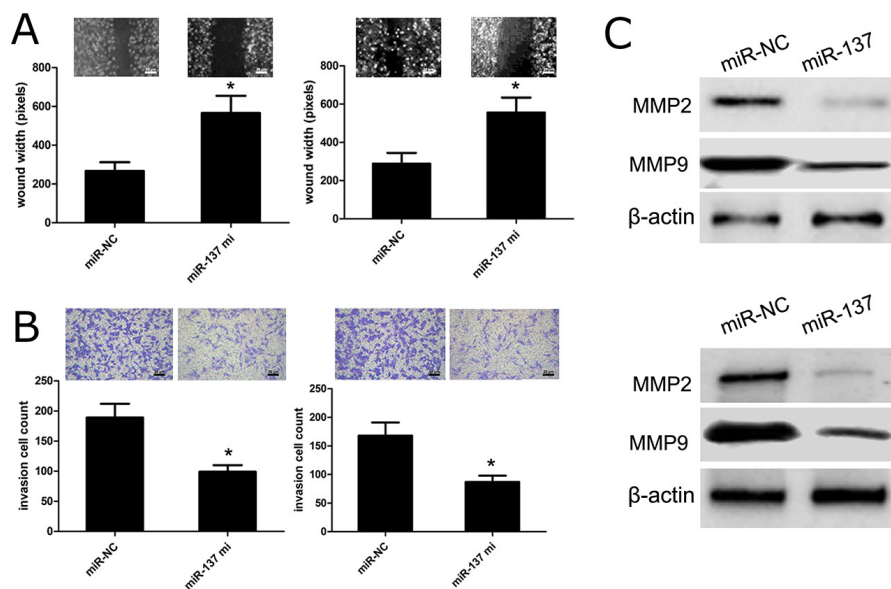 A
wound width (pixels)
800
600
400
200
0
*
miR-NC
miR-137 mi
wound width (pixels)
800
600
400
200
0
*
miR-NC
miR-137 mi
B
invasion cell count
250
200
150
100
50
0
*
miR-NC
miR-137 mi
invasion cell count
250
200
150
100
50
0
*
miR-NC
miR-137 mi
C
miR-NC miR-137
MMP2
MMP9
β-actin
miR-NC miR-137
MMP2
MMP9
β-actin